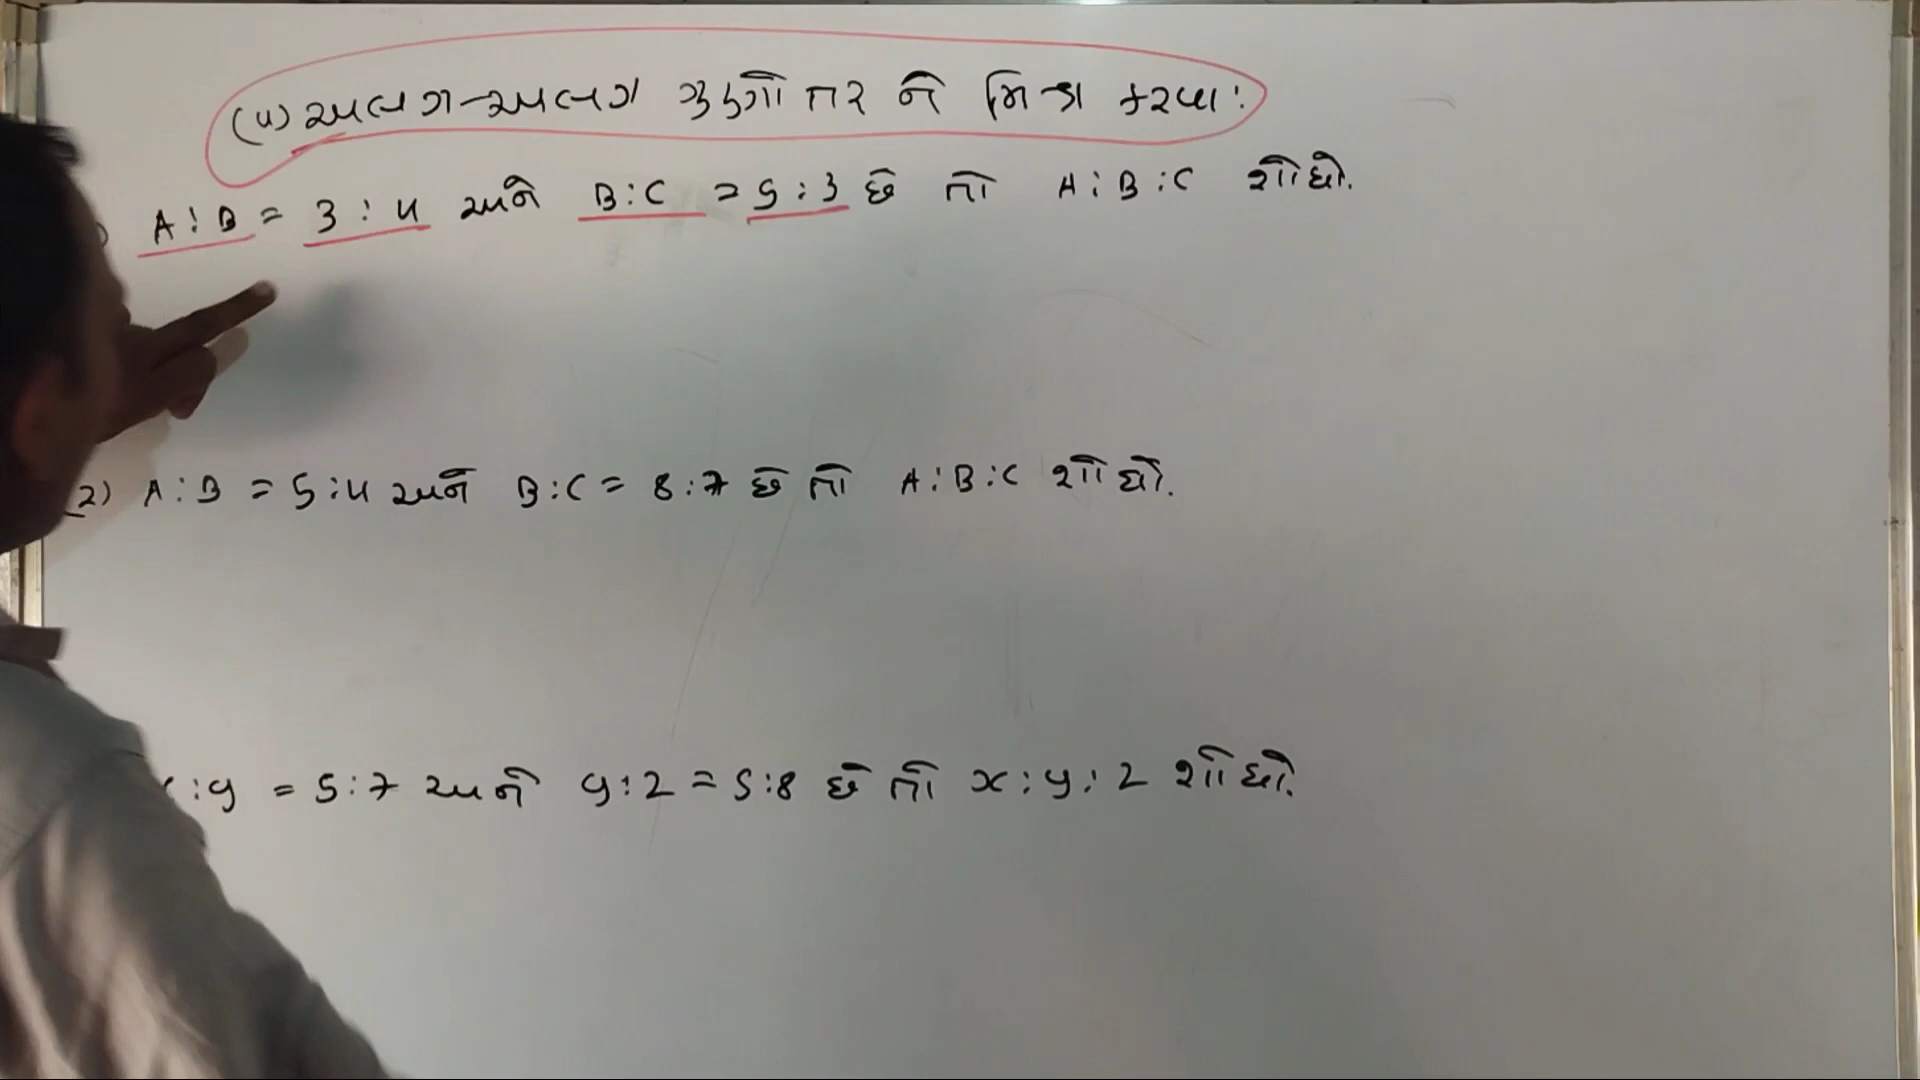 (૫) અલગ-અલગ ગુણોત્તર ને મિશ્ર કરવા:
) A:B = 3:4 અને B:C = 5:3 છે તો A:B:C શોધો.
(2) A:B = 5:4 અને B:C = 8:7 છે તો A:B:C શોધો.
:y = 5:7 અને y:z = 5:8 છે તો x:y:z શોધો.